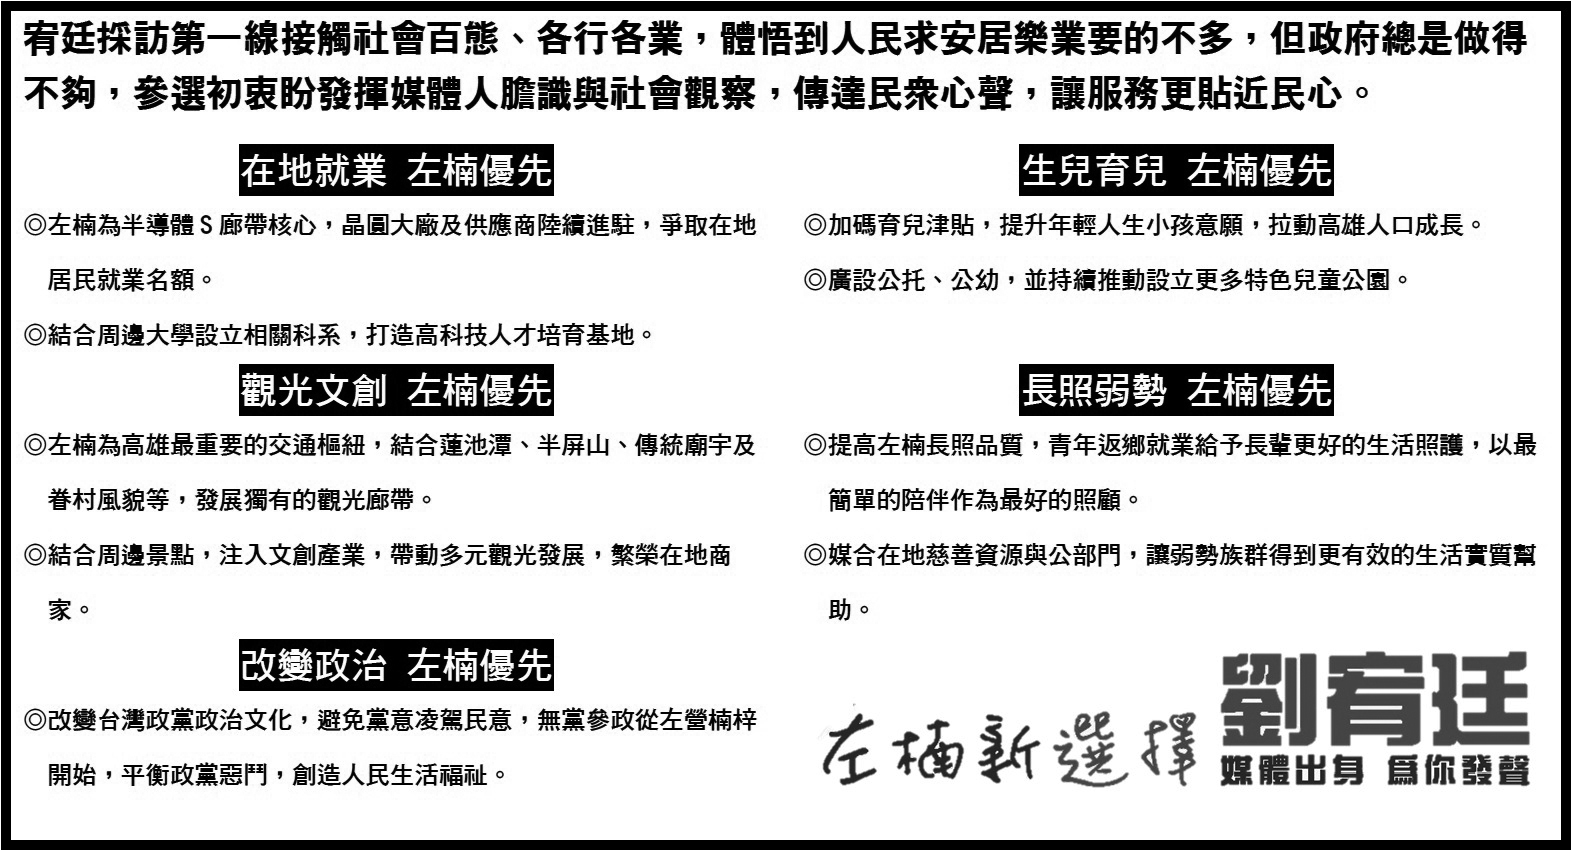 宥廷採訪第一線接觸社會百態、各行各業，體悟到人民求安居樂業要的不多，但政府總是做得
不夠，參選初衷盼發揮媒體人膽識與社會觀察，傳達民眾心聲，讓服務更貼近民心。
在地就業 左楠優先
◎左楠為半導體S廊帶核心，晶圓大廠及供應商陸續進駐，爭取在地
居民就業名額。
◎結合周邊大學設立相關科系，打造高科技人才培育基地。
觀光文創 左楠優先
◎左楠為高雄最重要的交通樞紐，結合蓮池潭、半屏山、傳統廟宇及
眷村風貌等，發展獨有的觀光廊帶。
◎結合周邊景點，注入文創產業，帶動多元觀光發展，繁榮在地商
家。
改變政治 左楠優先
◎改變台灣政黨政治文化，避免黨意凌駕民意，無黨參政從左營楠梓
開始，平衡政黨惡鬥，創造人民生活福祉。
生兒育兒 左楠優先
◎加碼育兒津貼，提升年輕人生小孩意願，拉動高雄人口成長。
◎廣設公托、公幼，並持續推動設立更多特色兒童公園。
長照弱勢 左楠優先
◎提高左楠長照品質，青年返鄉就業給予長輩更好的生活照護，以最
簡單的陪伴作為最好的照顧。
◎媒合在地慈善資源與公部門，讓弱勢族群得到更有效的生活實質幫
助。
左楠新選擇
劉宥廷
媒體出身 為你發聲